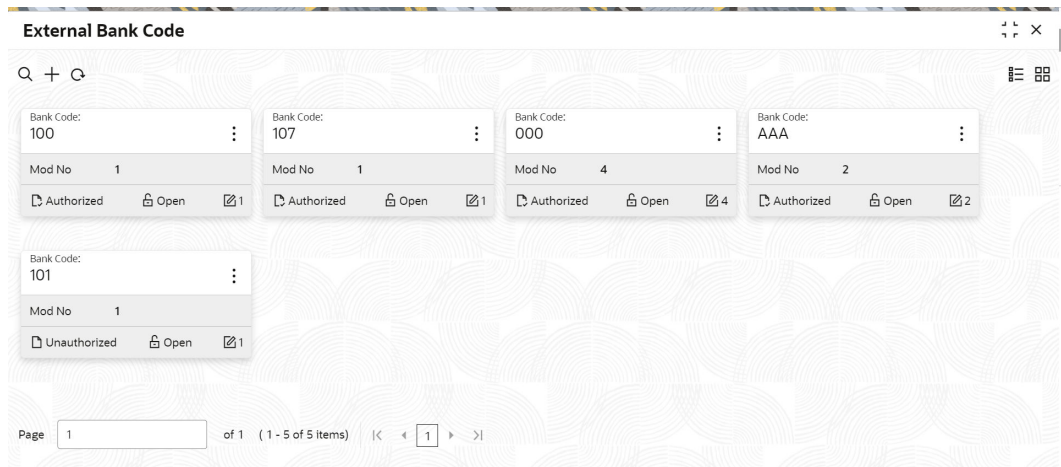 External Bank Code
Bank Code: Bank Code: Bank Code: Bank Code:
100 107 000 AAA
Mod No 1 Mod No 1 Mod No 4 Mod No 2
Authorized Open 1 Authorized Open 1 Authorized Open 4 Authorized Open 2
Bank Code:
101
Mod No 1
Unauthorized Open 1
Page 1 of 1 ( 1 - 5 of 5 items) 1